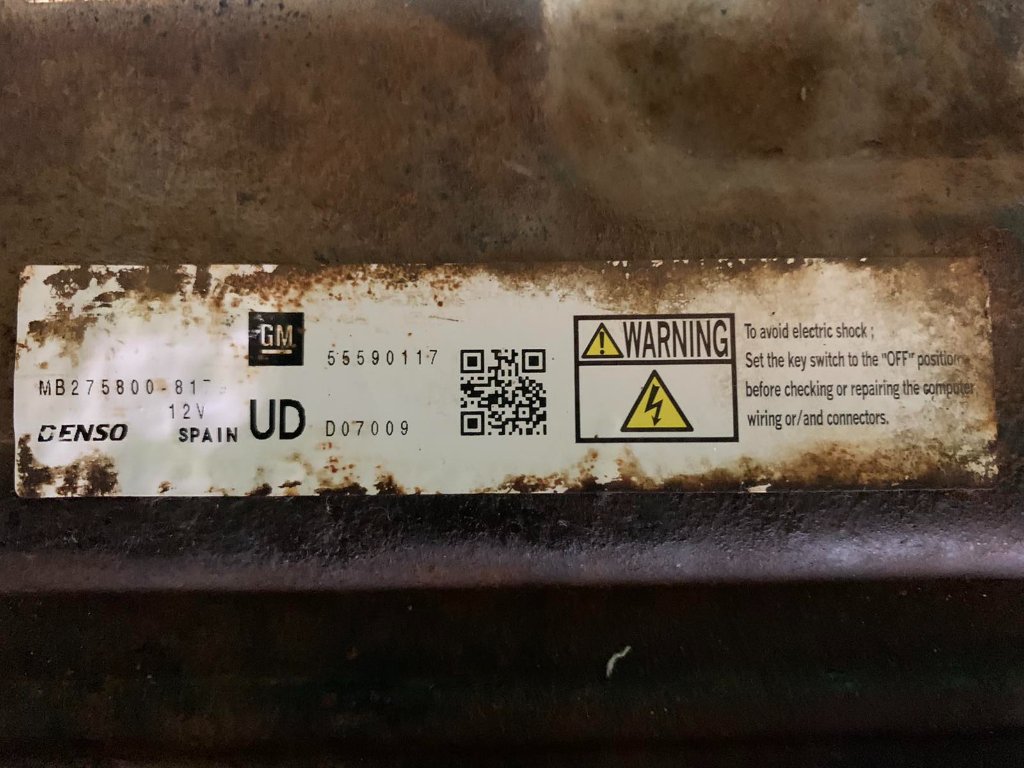 GM
55590117
MB275800-817
12V
DENSO
SPAIN
UD
D07009
WARNING
To avoid electric shock ;
Set the key switch to the "OFF" position
before checking or repairing the computer
wiring or/and connectors.